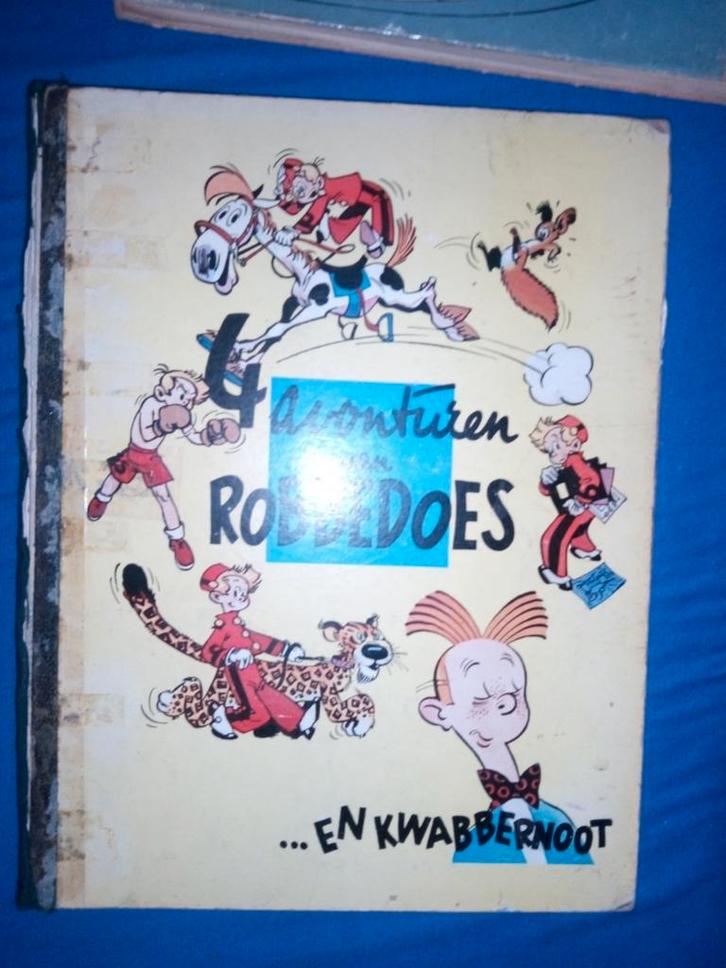 4 Avonturen
van
ROBBEDOES
...EN KWABBERNOOT